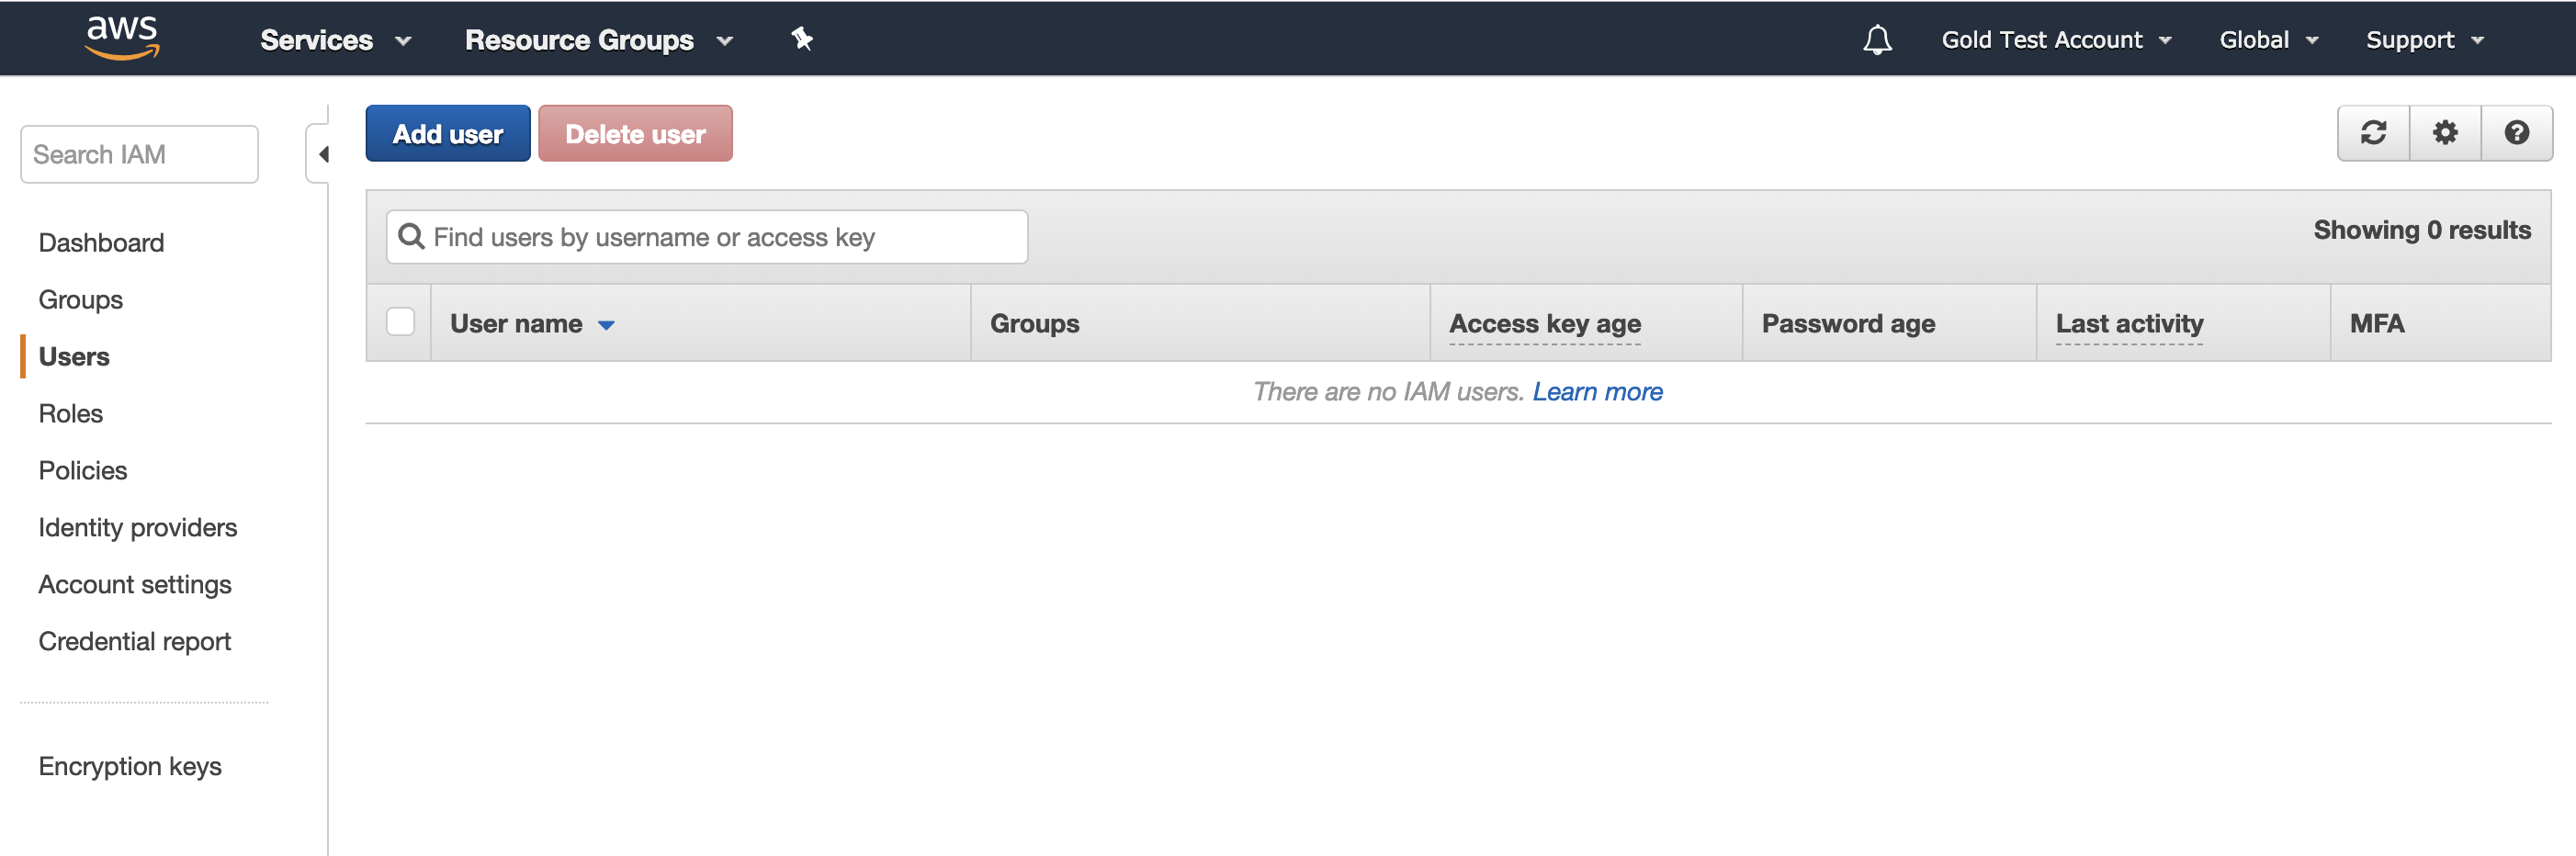 aws Services Resource Groups Gold Test Account Global Support
Search IAM
Dashboard
Groups
Users
Roles
Policies
Identity providers
Account settings
Credential report
Encryption keys
Add user Delete user
Find users by username or access key Showing 0 results
User name Groups Access key age Password age Last activity MFA
There are no IAM users. Learn more